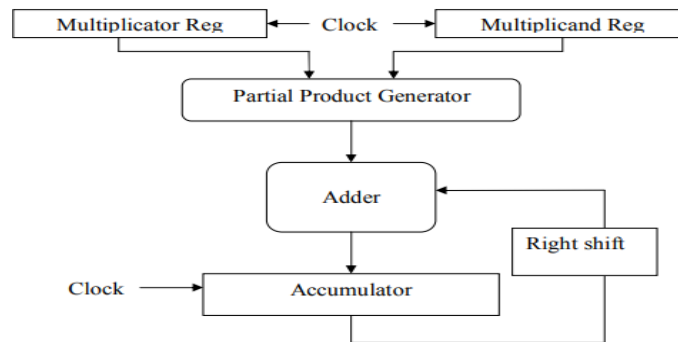 Multiplicator Reg
Clock
Multiplicand Reg
Partial Product Generator
Adder
Right shift
Clock
Accumulator